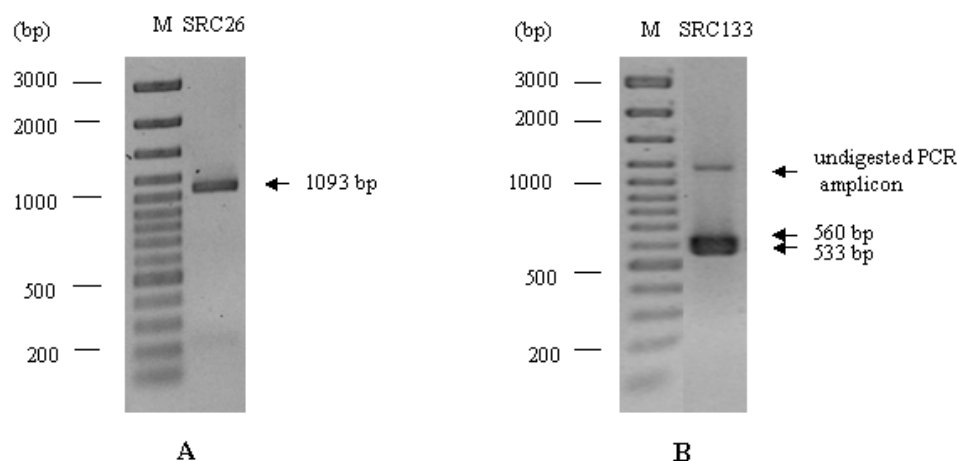 (bp)
M SRC26
3000
2000
1000
500
200
1093 bp
A
(bp)
M SRC133
3000
2000
1000
500
200
undigested PCR
amplicon
560 bp
533 bp
B